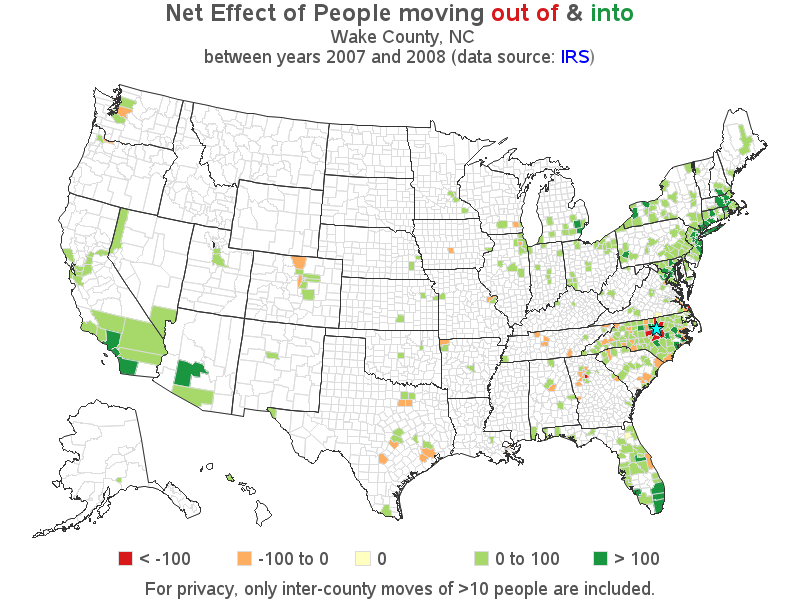 Net Effect of People moving out of & into
Wake County, NC
between years 2007 and 2008 (data source: IRS)
< -100 -100 to 0 0 0 to 100 > 100
For privacy, only inter-county moves of >10 people are included.